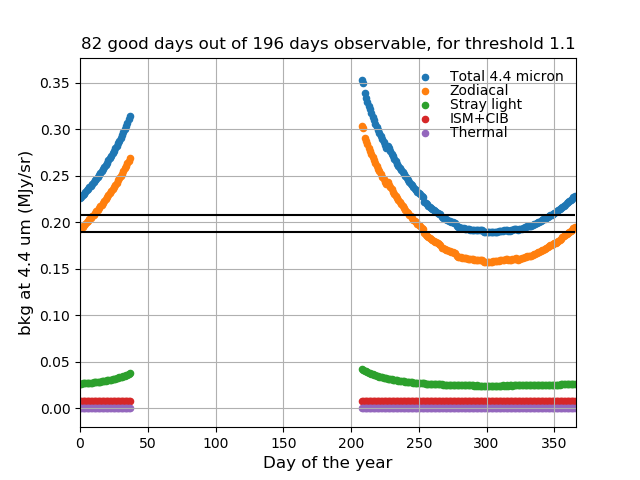 82 good days out of 196 days observable, for threshold 1.1
Total 4.4 micron
Zodiacal
Stray light
ISM+CIB
Thermal
bkg at 4.4 um (MJy/sr)
0.35
0.30
0.25
0.20
0.15
0.10
0.05
0.00
0 50 100 150 200 250 300 350
Day of the year